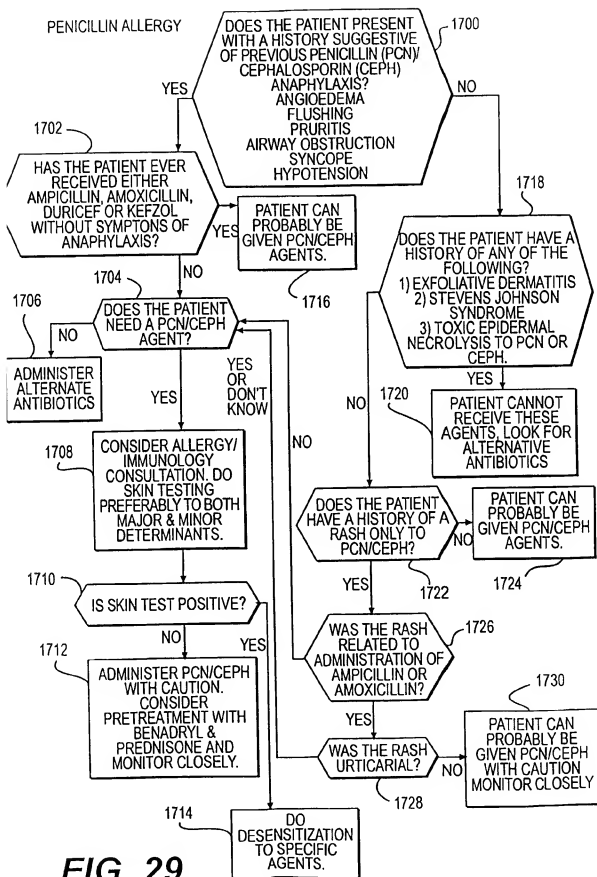 PENICILLIN ALLERGY
1700
DOES THE PATIENT PRESENT
WITH A HISTORY SUGGESTIVE
OF PREVIOUS PENICILLIN (PCN)/
CEPHALOSPORIN (CEPH)
ANAPHYLAXIS?
ANGIOEDEMA
FLUSHING
PRURITIS
AIRWAY OBSTRUCTION
SYNCOPE
HYPOTENSION
YES
NO
1702
HAS THE PATIENT EVER
RECEIVED EITHER
AMPICILLIN, AMOXICILLIN,
DURICEF OR KEFZOL
WITHOUT SYMPTONS OF
ANAPHYLAXIS?
YES
PATIENT CAN
PROBABLY BE
GIVEN PCN/CEPH
AGENTS.
1716
NO
1718
DOES THE PATIENT HAVE A
HISTORY OF ANY OF THE
FOLLOWING?
1) EXFOLIATIVE DERMATITIS
2) STEVENS JOHNSON
SYNDROME
3) TOXIC EPIDERMAL
NECROLYSIS TO PCN OR
CEPH.
YES
NO
1704
DOES THE PATIENT
NEED A PCN/CEPH
AGENT?
1706
NO
ADMINISTER
ALTERNATE
ANTIBIOTICS
YES
YES
OR
DON'T
KNOW
NO
1720
PATIENT CANNOT
RECEIVE THESE
AGENTS, LOOK FOR
ALTERNATIVE
ANTIBIOTICS
1708
CONSIDER ALLERGY/
IMMUNOLOGY
CONSULTATION. DO
SKIN TESTING
PREFERABLY TO BOTH
MAJOR & MINOR
DETERMINANTS.
DOES THE PATIENT
HAVE A HISTORY OF A
RASH ONLY TO
PCN/CEPH?
1722
NO
PATIENT CAN
PROBABLY BE
GIVEN PCN/CEPH
AGENTS.
1724
YES
1710
IS SKIN TEST POSITIVE?
NO
YES
1726
WAS THE RASH
RELATED TO
ADMINISTRATION OF
AMPICILLIN OR
AMOXICILLIN?
YES
1712
ADMINISTER PCN/CEPH
WITH CAUTION.
CONSIDER
PRETREATMENT WITH
BENADRYL &
PREDNISONE AND
MONITOR CLOSELY.
WAS THE RASH
URTICARIAL?
1728
NO
1730
PATIENT CAN
PROBABLY BE
GIVEN PCN/CEPH
WITH CAUTION
MONITOR CLOSELY
1714
DO
DESENSITIZATION
TO SPECIFIC
AGENTS.
FIG. 29